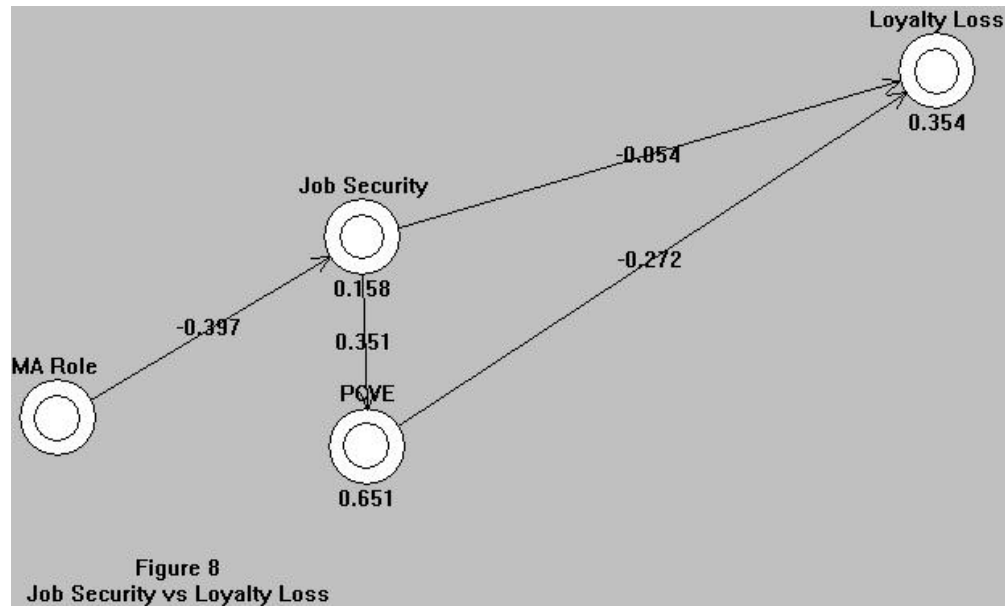 Loyalty Loss
0.354
-0.054
Job Security
0.158
-0.272
-0.397
0.351
MA Role
PCVE
0.651
Figure 8
Job Security vs Loyalty Loss